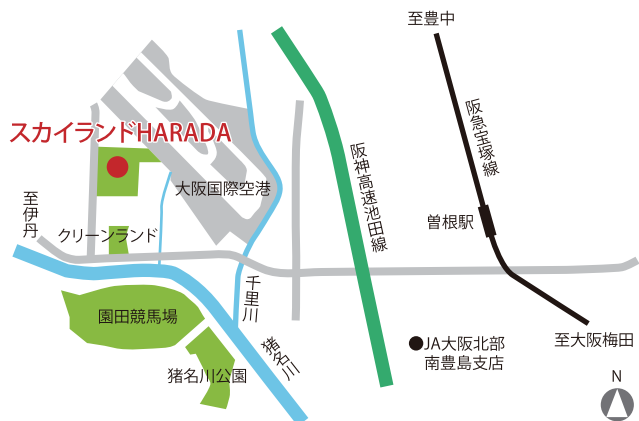 至豊中
阪急宝塚線
スカイランドHARADA
阪神高速池田線
大阪国際空港
至伊丹
曽根駅
クリーンランド
千里川
園田競馬場
猪名川
至大阪梅田
JA大阪北部
南豊島支店
猪名川公園
N